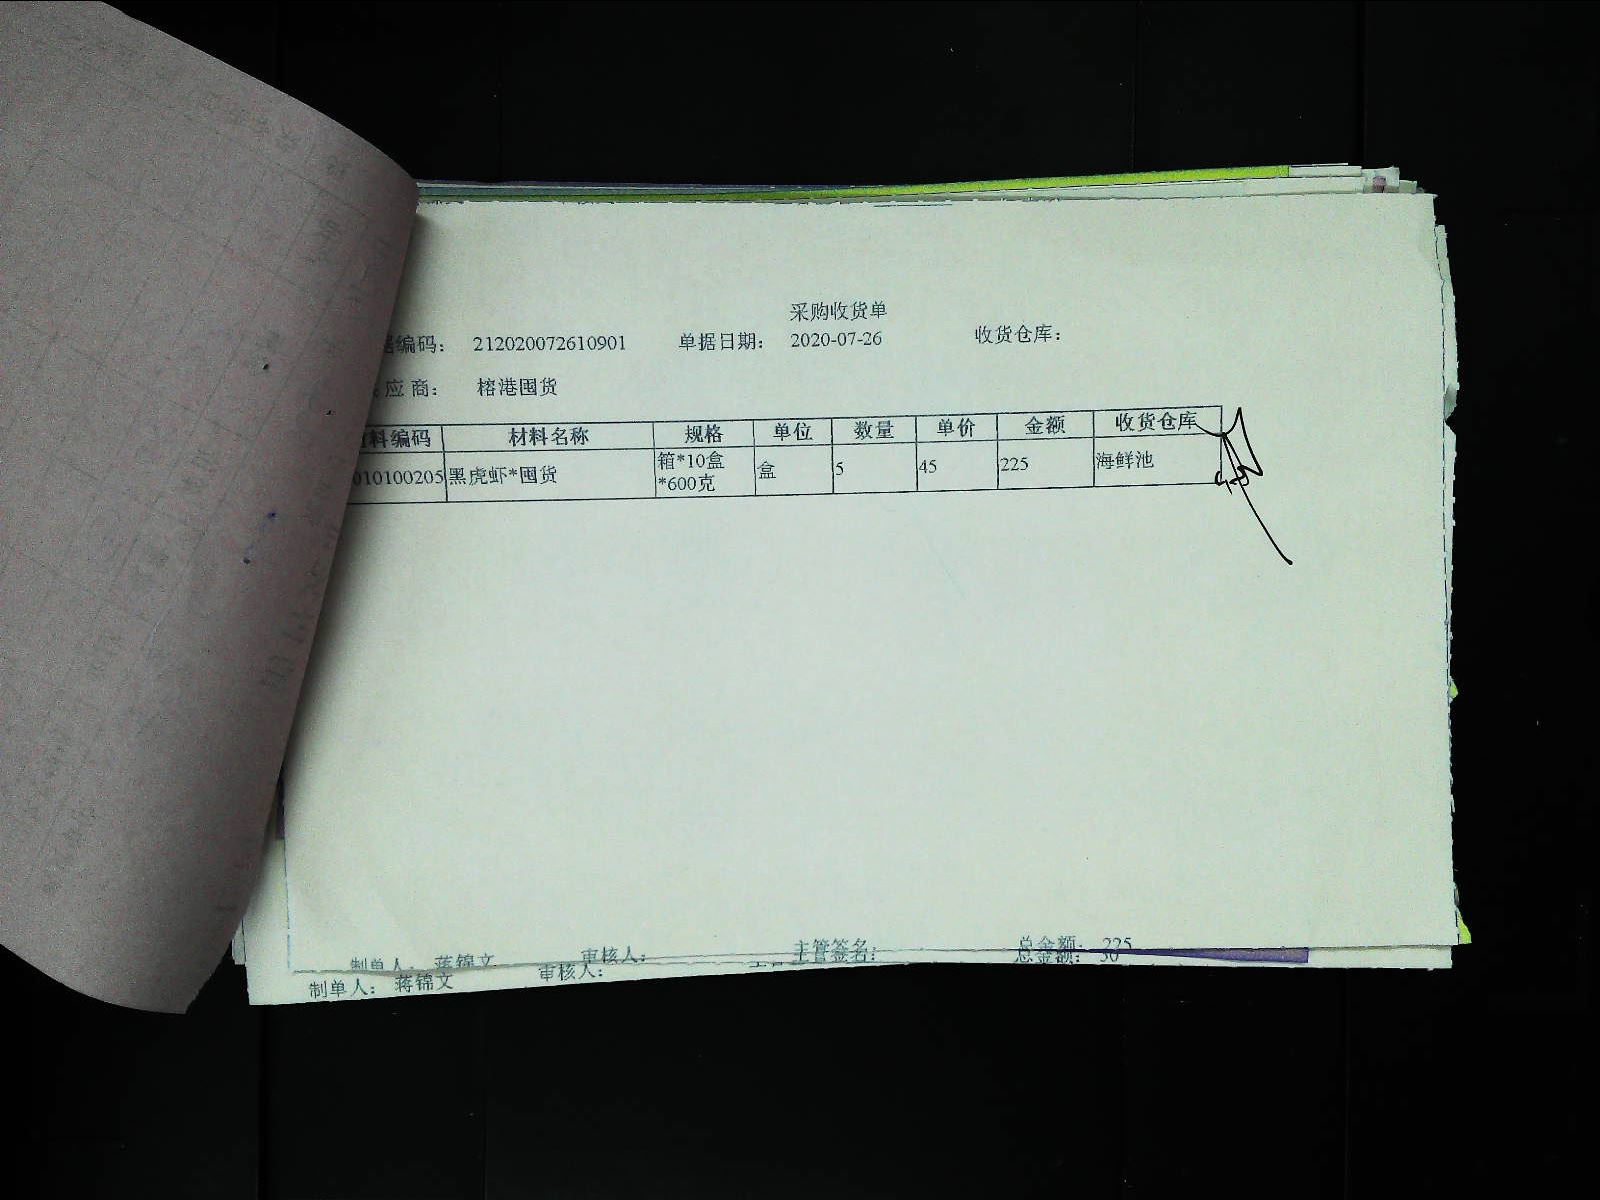 采购收货单
据编码： 212020072610901 单据日期： 2020-07-26 收货仓库：
应商： 榕港囤货
料编码 材料名称 规格 单位 数量 单价 金额 收货仓库
010100205 黑虎虾*囤货 箱*10盒*600克 盒 5 45 225 海鲜池
制单人： 蒋锦文 审核人： 主管签名： 总金额： 225
制单人： 蒋锦文 审核人： 主管签名： 总金额： 50